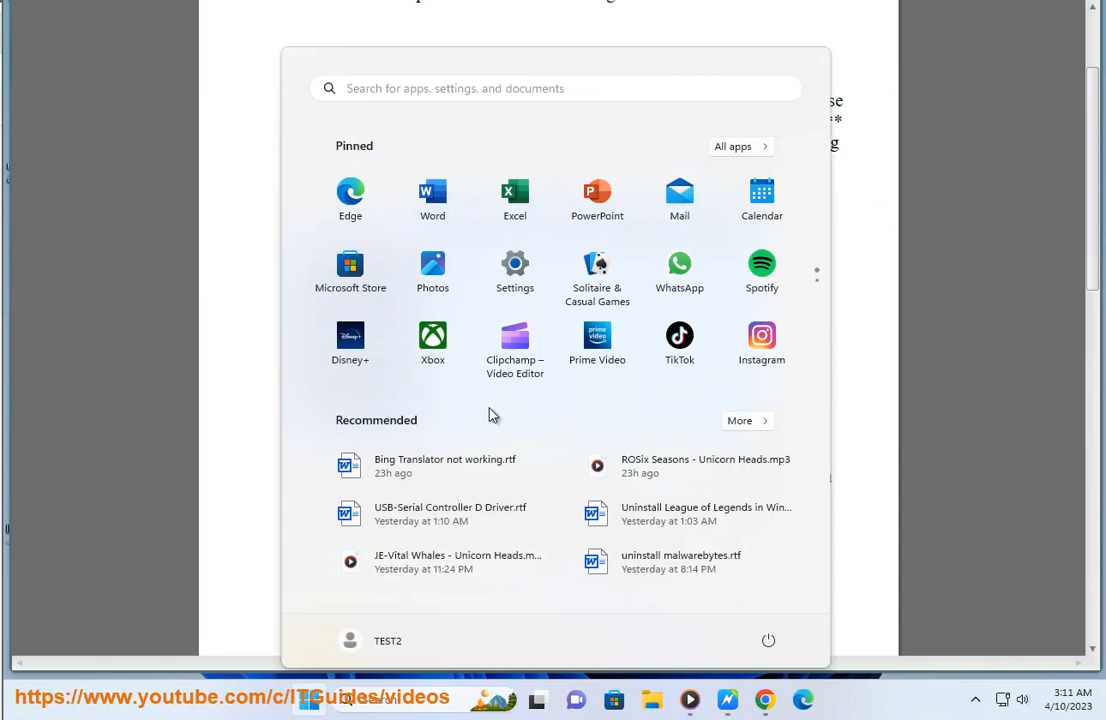 se
**
g
Search for apps, settings, and documents
Pinned
All apps
Edge
Word
Excel
PowerPoint
Mail
Calendar
Microsoft Store
Photos
Settings
Solitaire &
Casual Games
WhatsApp
Spotify
Disney+
Xbox
Clipchamp –
Video Editor
Prime Video
TikTok
Instagram
Recommended
More
Bing Translator not working.rtf
23h ago
ROSix Seasons - Unicorn Heads.mp3
23h ago
USB-Serial Controller D Driver.rtf
Yesterday at 1:10 AM
Uninstall League of Legends in Win...
Yesterday at 1:03 AM
JE-Vital Whales - Unicorn Heads.m...
Yesterday at 11:24 PM
uninstall malwarebytes.rtf
Yesterday at 8:14 PM
TEST2
https://www.youtube.com/c/ITGuides/videos
3:11 AM
4/10/2023